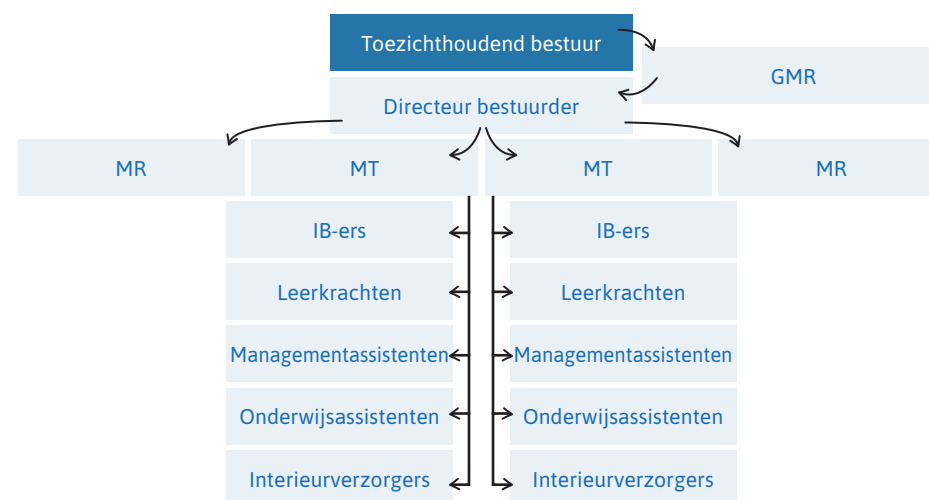 Toezichthoudend bestuur
GMR
Directeur bestuurder
MR
MT
MT
MR
IB-ers
IB-ers
Leerkrachten
Leerkrachten
Managementassistenten
Managementassistenten
Onderwijsassistenten
Onderwijsassistenten
Interieurverzorgers
Interieurverzorgers